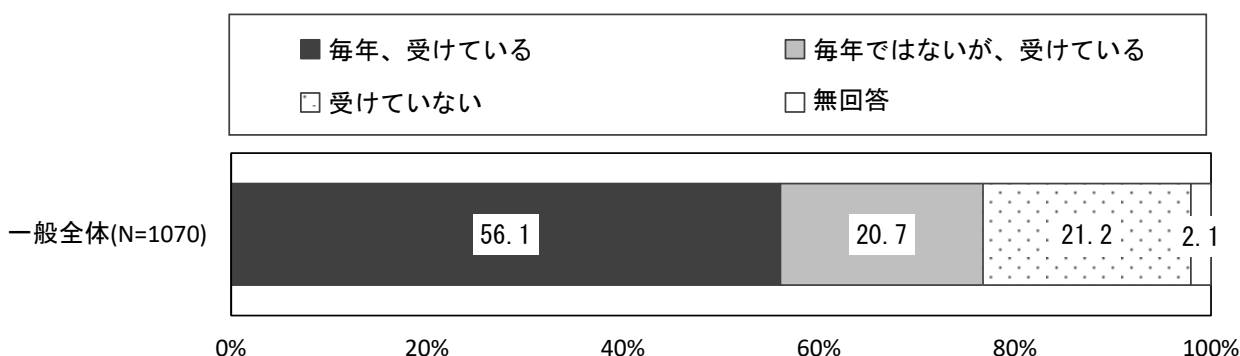 毎年、受けている
毎年ではないが、受けている
受けていない
無回答
一般全体(N=1070)
56.1
20.7
21.2
2.1
0%
20%
40%
60%
80%
100%